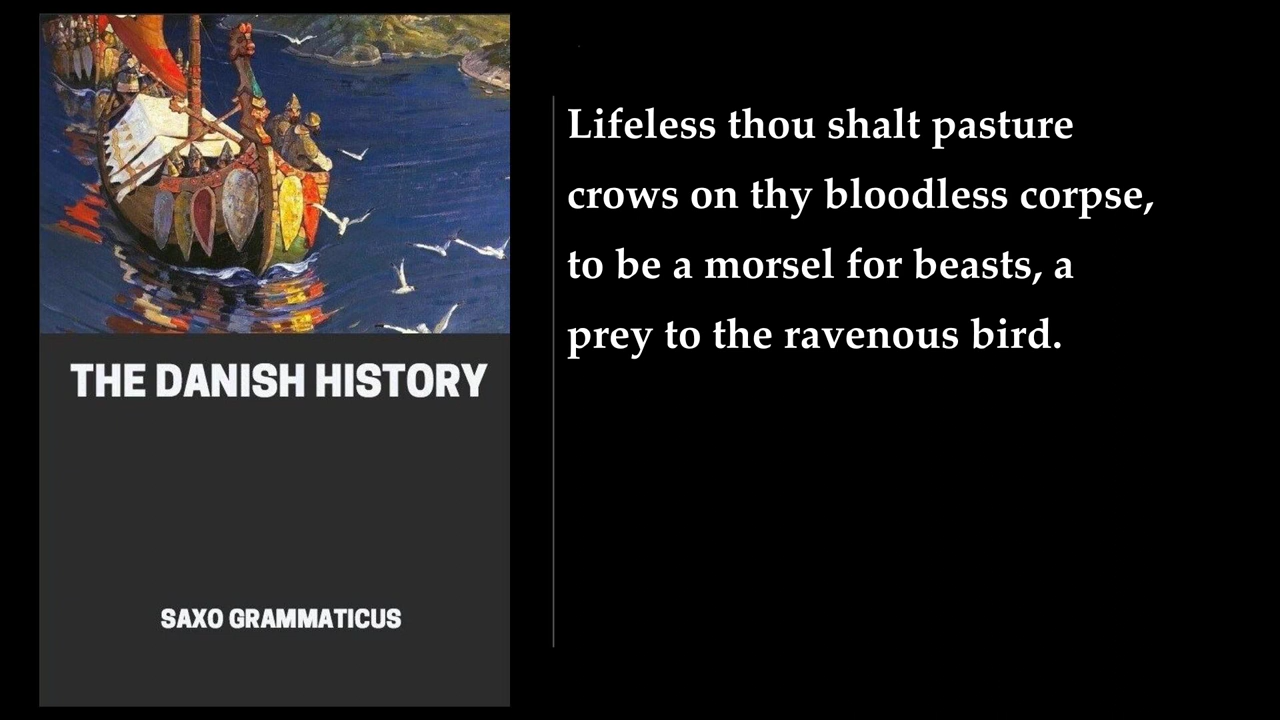 THE DANISH HISTORY
SAXO GRAMMATICUS
Lifeless thou shalt pasture
crows on thy bloodless corpse,
to be a morsel for beasts, a
prey to the ravenous bird.